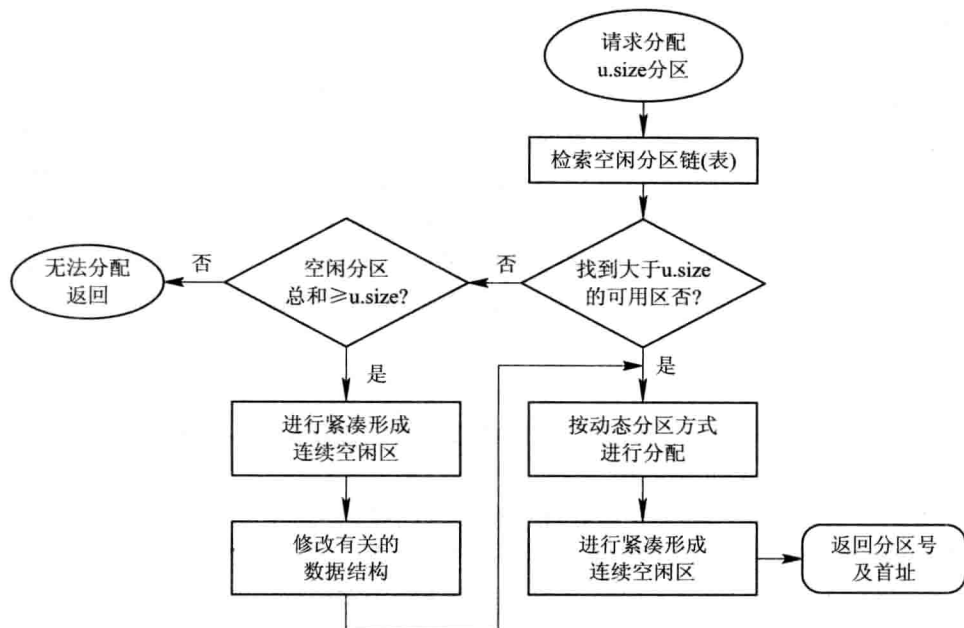 请求分配
u.size分区
检索空闲分区链(表)
找到大于u.size
的可用区否?
否
空闲分区
总和≥u.size?
否
无法分配
返回
是
进行紧凑形成
连续空闲区
修改有关的
数据结构
是
按动态分区方式
进行分配
进行紧凑形成
连续空闲区
返回分区号
及首址